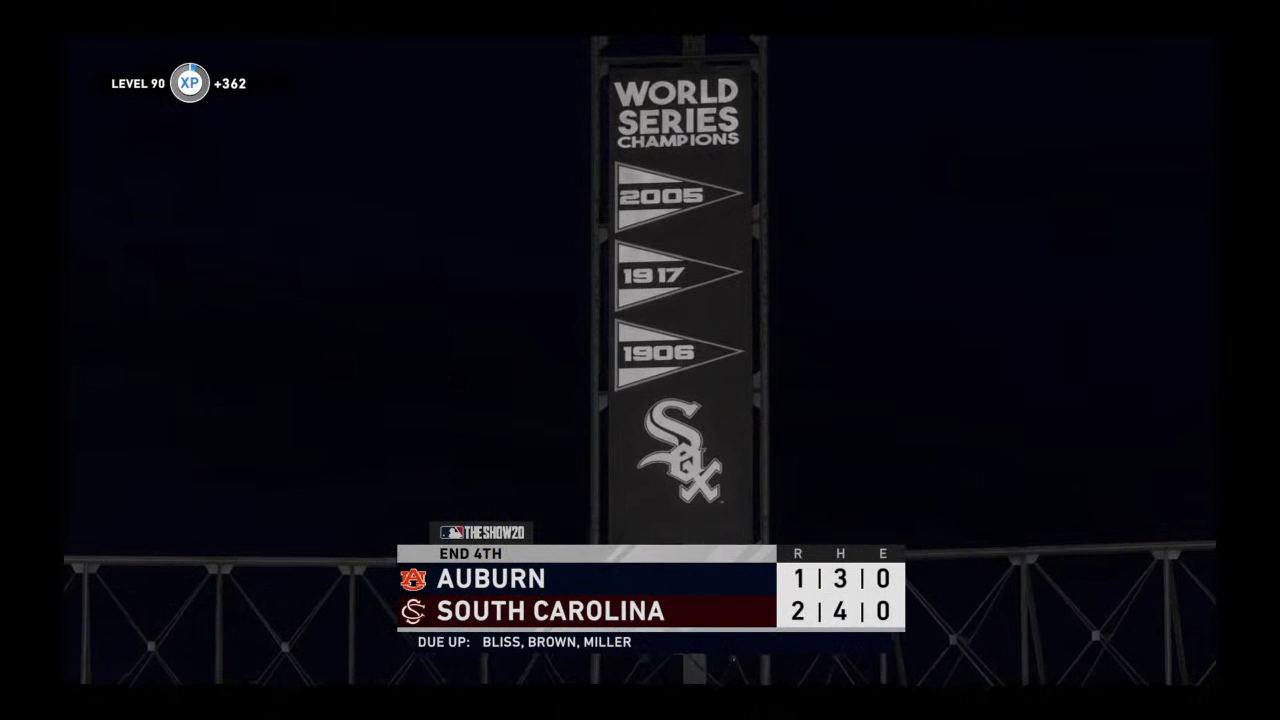 LEVEL 90 XP +362
WORLD
SERIES
CHAMPIONS
2005
1917
1906
Sox
MLB THE SHOW 20
END 4TH R H E
AUBURN 1 | 3 | 0
SOUTH CAROLINA 2 | 4 | 0
DUE UP: BLISS, BROWN, MILLER